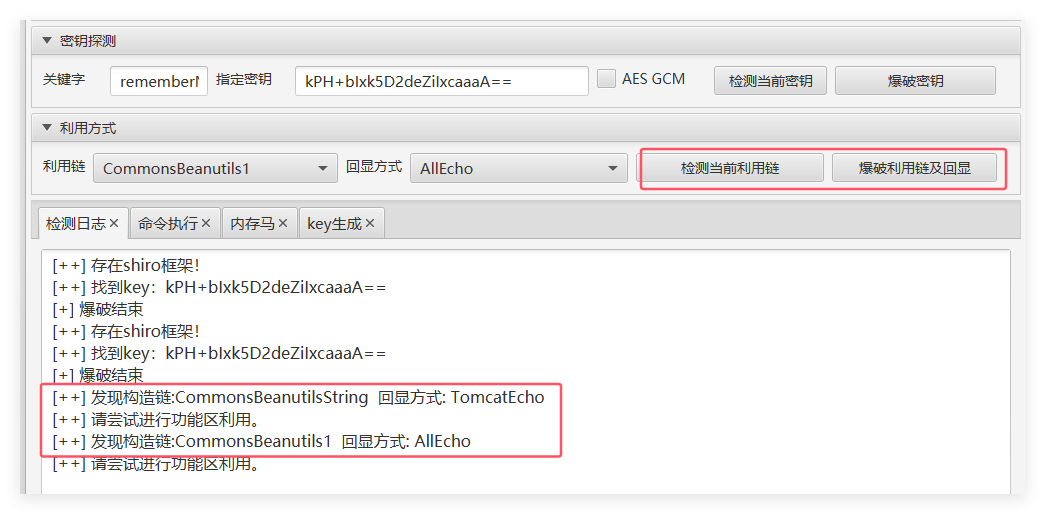 密钥探测
关键字 rememberM 指定密钥 kPH+bIxk5D2deZiIxcaaaA== AES GCM 检测当前密钥 爆破密钥
利用方式
利用链 CommonsBeanutils1 回显方式 AllEcho 检测当前利用链 爆破利用链及回显
检测日志× 命令执行× 内存马× key生成×
[++] 存在shiro框架！
[++] 找到key：kPH+bIxk5D2deZiIxcaaaA==
[+] 爆破结束
[++] 存在shiro框架！
[++] 找到key：kPH+bIxk5D2deZiIxcaaaA==
[+] 爆破结束
[++] 发现构造链:CommonsBeanutilsString 回显方式: TomcatEcho
[++] 请尝试进行功能区利用。
[++] 发现构造链:CommonsBeanutils1 回显方式: AllEcho
[++] 请尝试进行功能区利用。